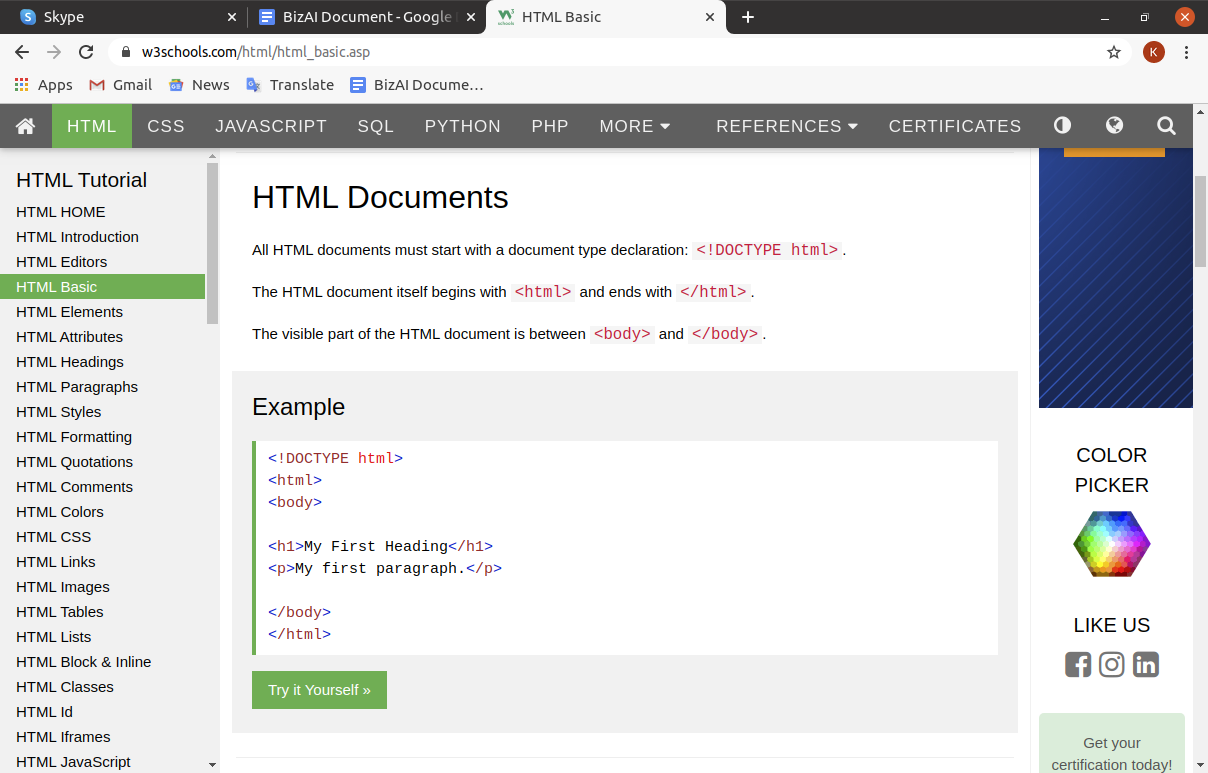 Skype
BizAI Document - Google
HTML Basic
w3schools.com/html/html_basic.asp
K
Apps
Gmail
News
Translate
BizAI Docume…
HTML
CSS
JAVASCRIPT
SQL
PYTHON
PHP
MORE
REFERENCES
CERTIFICATES
HTML Tutorial
HTML HOME
HTML Introduction
HTML Editors
HTML Basic
HTML Elements
HTML Attributes
HTML Headings
HTML Paragraphs
HTML Styles
HTML Formatting
HTML Quotations
HTML Comments
HTML Colors
HTML CSS
HTML Links
HTML Images
HTML Tables
HTML Lists
HTML Block & Inline
HTML Classes
HTML Id
HTML Iframes
HTML JavaScript
HTML Documents
All HTML documents must start with a document type declaration: <!DOCTYPE html>.
The HTML document itself begins with <html> and ends with </html>.
The visible part of the HTML document is between <body> and </body>.
Example
<!DOCTYPE html>
<html>
<body>
<h1>My First Heading</h1>
<p>My first paragraph.</p>
</body>
</html>
Try it Yourself »
COLOR
PICKER
LIKE US
Get your
certification today!